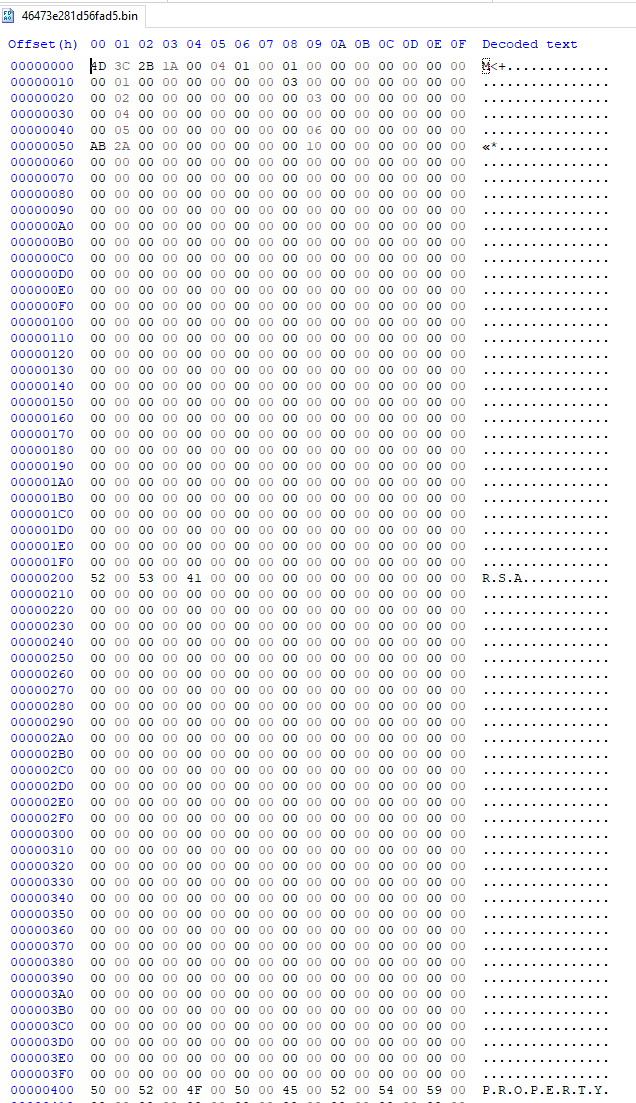 46473e281d56fad5.bin
Offset(h) 00 01 02 03 04 05 06 07 08 09 0A 0B 0C 0D 0E 0F Decoded text
00000000 4D 3C 2B 1A 00 04 01 00 01 00 00 00 00 00 00 00 M<+.............
00000010 00 01 00 00 00 00 00 00 03 00 00 00 00 00 00 00 ................
00000020 00 02 00 00 00 00 00 00 00 03 00 00 00 00 00 00 ................
00000030 00 04 00 00 00 00 00 00 00 00 00 00 00 00 00 00 ................
00000040 00 05 00 00 00 00 00 00 00 06 00 00 00 00 00 00 ................
00000050 AB 2A 00 00 00 00 00 00 00 10 00 00 00 00 00 00 «*..............
00000060 00 00 00 00 00 00 00 00 00 00 00 00 00 00 00 00 ................
00000070 00 00 00 00 00 00 00 00 00 00 00 00 00 00 00 00 ................
00000080 00 00 00 00 00 00 00 00 00 00 00 00 00 00 00 00 ................
00000090 00 00 00 00 00 00 00 00 00 00 00 00 00 00 00 00 ................
000000A0 00 00 00 00 00 00 00 00 00 00 00 00 00 00 00 00 ................
000000B0 00 00 00 00 00 00 00 00 00 00 00 00 00 00 00 00 ................
000000C0 00 00 00 00 00 00 00 00 00 00 00 00 00 00 00 00 ................
000000D0 00 00 00 00 00 00 00 00 00 00 00 00 00 00 00 00 ................
000000E0 00 00 00 00 00 00 00 00 00 00 00 00 00 00 00 00 ................
000000F0 00 00 00 00 00 00 00 00 00 00 00 00 00 00 00 00 ................
00000100 00 00 00 00 00 00 00 00 00 00 00 00 00 00 00 00 ................
00000110 00 00 00 00 00 00 00 00 00 00 00 00 00 00 00 00 ................
00000120 00 00 00 00 00 00 00 00 00 00 00 00 00 00 00 00 ................
00000130 00 00 00 00 00 00 00 00 00 00 00 00 00 00 00 00 ................
00000140 00 00 00 00 00 00 00 00 00 00 00 00 00 00 00 00 ................
00000150 00 00 00 00 00 00 00 00 00 00 00 00 00 00 00 00 ................
00000160 00 00 00 00 00 00 00 00 00 00 00 00 00 00 00 00 ................
00000170 00 00 00 00 00 00 00 00 00 00 00 00 00 00 00 00 ................
00000180 00 00 00 00 00 00 00 00 00 00 00 00 00 00 00 00 ................
00000190 00 00 00 00 00 00 00 00 00 00 00 00 00 00 00 00 ................
000001A0 00 00 00 00 00 00 00 00 00 00 00 00 00 00 00 00 ................
000001B0 00 00 00 00 00 00 00 00 00 00 00 00 00 00 00 00 ................
000001C0 00 00 00 00 00 00 00 00 00 00 00 00 00 00 00 00 ................
000001D0 00 00 00 00 00 00 00 00 00 00 00 00 00 00 00 00 ................
000001E0 00 00 00 00 00 00 00 00 00 00 00 00 00 00 00 00 ................
000001F0 00 00 00 00 00 00 00 00 00 00 00 00 00 00 00 00 ................
00000200 52 00 53 00 41 00 00 00 00 00 00 00 00 00 00 00 R.S.A...........
00000210 00 00 00 00 00 00 00 00 00 00 00 00 00 00 00 00 ................
00000220 00 00 00 00 00 00 00 00 00 00 00 00 00 00 00 00 ................
00000230 00 00 00 00 00 00 00 00 00 00 00 00 00 00 00 00 ................
00000240 00 00 00 00 00 00 00 00 00 00 00 00 00 00 00 00 ................
00000250 00 00 00 00 00 00 00 00 00 00 00 00 00 00 00 00 ................
00000260 00 00 00 00 00 00 00 00 00 00 00 00 00 00 00 00 ................
00000270 00 00 00 00 00 00 00 00 00 00 00 00 00 00 00 00 ................
00000280 00 00 00 00 00 00 00 00 00 00 00 00 00 00 00 00 ................
00000290 00 00 00 00 00 00 00 00 00 00 00 00 00 00 00 00 ................
000002A0 00 00 00 00 00 00 00 00 00 00 00 00 00 00 00 00 ................
000002B0 00 00 00 00 00 00 00 00 00 00 00 00 00 00 00 00 ................
000002C0 00 00 00 00 00 00 00 00 00 00 00 00 00 00 00 00 ................
000002D0 00 00 00 00 00 00 00 00 00 00 00 00 00 00 00 00 ................
000002E0 00 00 00 00 00 00 00 00 00 00 00 00 00 00 00 00 ................
000002F0 00 00 00 00 00 00 00 00 00 00 00 00 00 00 00 00 ................
00000300 00 00 00 00 00 00 00 00 00 00 00 00 00 00 00 00 ................
00000310 00 00 00 00 00 00 00 00 00 00 00 00 00 00 00 00 ................
00000320 00 00 00 00 00 00 00 00 00 00 00 00 00 00 00 00 ................
00000330 00 00 00 00 00 00 00 00 00 00 00 00 00 00 00 00 ................
00000340 00 00 00 00 00 00 00 00 00 00 00 00 00 00 00 00 ................
00000350 00 00 00 00 00 00 00 00 00 00 00 00 00 00 00 00 ................
00000360 00 00 00 00 00 00 00 00 00 00 00 00 00 00 00 00 ................
00000370 00 00 00 00 00 00 00 00 00 00 00 00 00 00 00 00 ................
00000380 00 00 00 00 00 00 00 00 00 00 00 00 00 00 00 00 ................
00000390 00 00 00 00 00 00 00 00 00 00 00 00 00 00 00 00 ................
000003A0 00 00 00 00 00 00 00 00 00 00 00 00 00 00 00 00 ................
000003B0 00 00 00 00 00 00 00 00 00 00 00 00 00 00 00 00 ................
000003C0 00 00 00 00 00 00 00 00 00 00 00 00 00 00 00 00 ................
000003D0 00 00 00 00 00 00 00 00 00 00 00 00 00 00 00 00 ................
000003E0 00 00 00 00 00 00 00 00 00 00 00 00 00 00 00 00 ................
000003F0 00 00 00 00 00 00 00 00 00 00 00 00 00 00 00 00 ................
00000400 50 00 52 00 4F 00 50 00 45 00 52 00 54 00 59 00 P.R.O.P.E.R.T.Y.